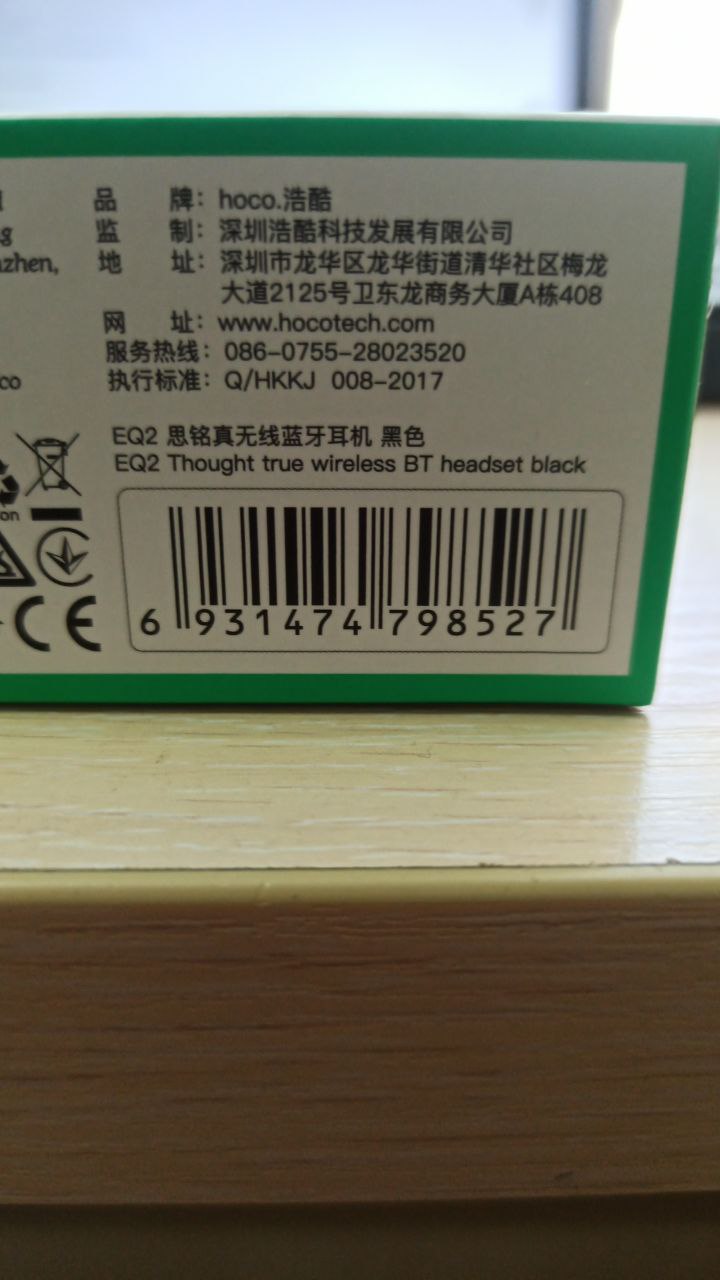 品 牌：hoco.浩酷
监 制：深圳浩酷科技发展有限公司
zhen,
地 址：深圳市龙华区龙华街道清华社区梅龙
大道2125号卫东龙商务大厦A栋408
网 址：www.hocotech.com
服务热线：086-0755-28023520
co
执行标准：Q/HKKJ 008-2017
EQ2 思铭真无线蓝牙耳机 黑色
EQ2 Thought true wireless BT headset black
on
CE
6 931474 798527